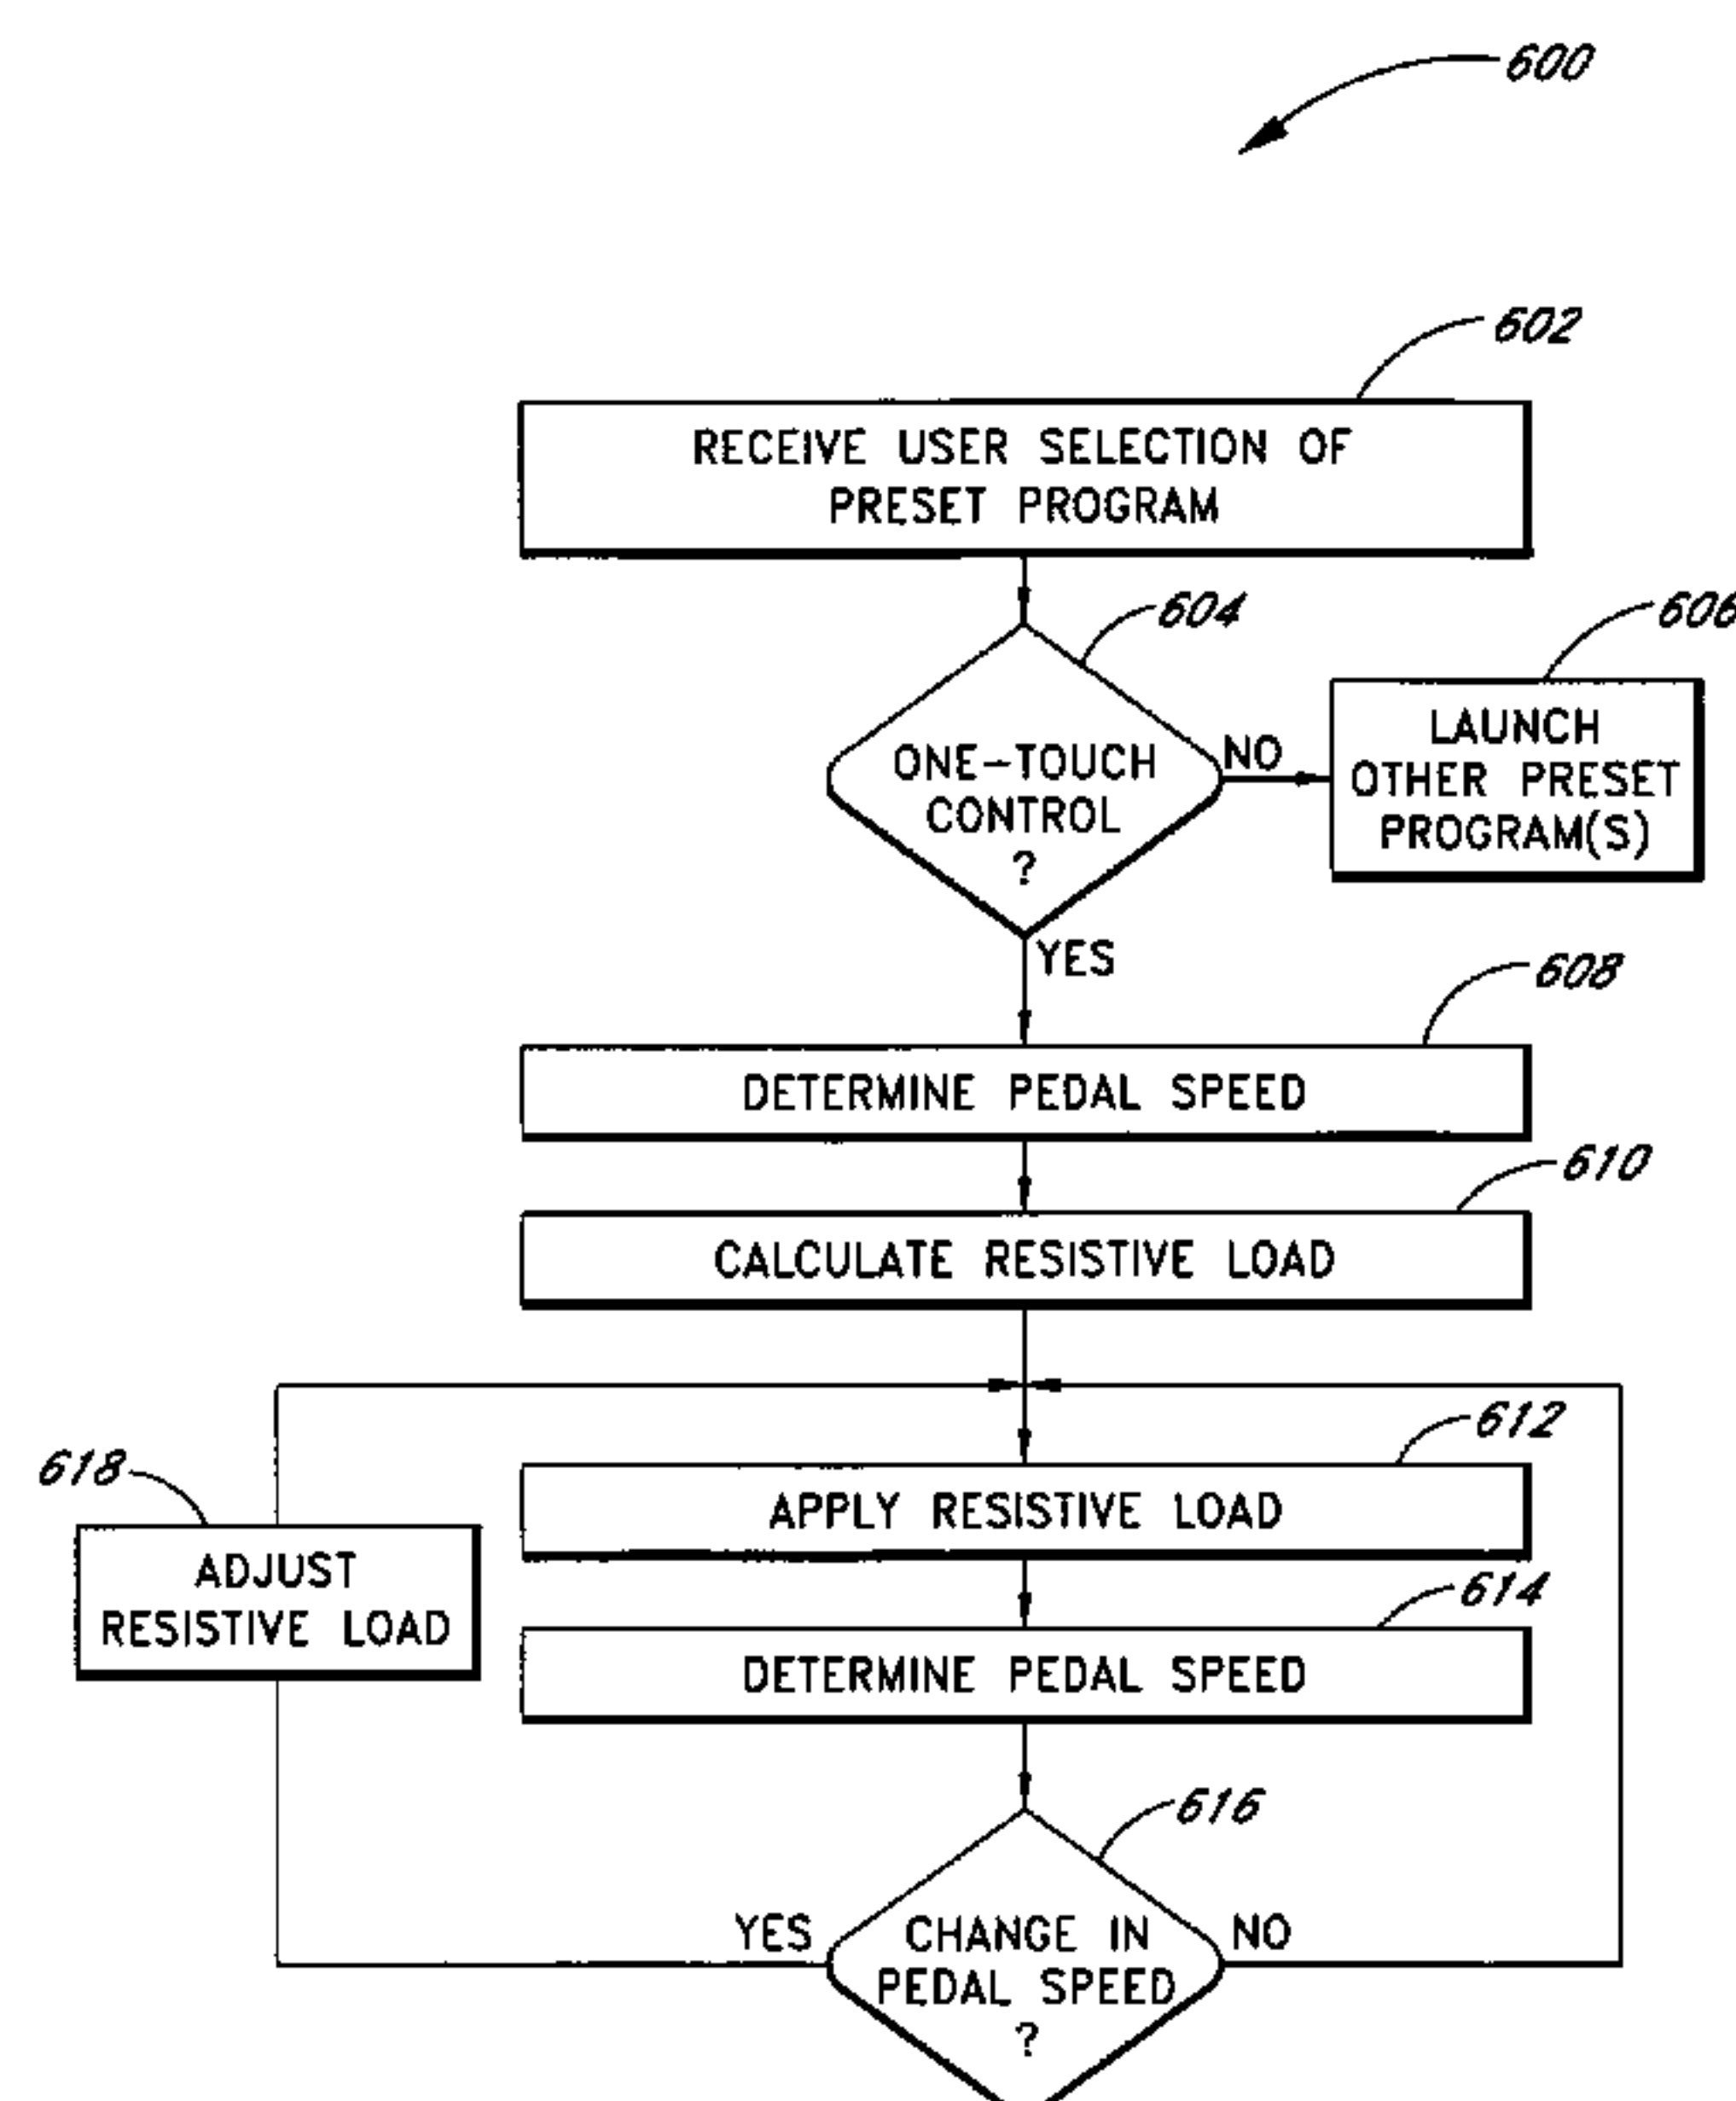 600
602
RECEIVE USER SELECTION OF
PRESET PROGRAM
604
606
ONE-TOUCH
CONTROL
?
NO
LAUNCH
OTHER PRESET
PROGRAM(S)
YES
608
DETERMINE PEDAL SPEED
610
CALCULATE RESISTIVE LOAD
612
APPLY RESISTIVE LOAD
618
ADJUST
RESISTIVE LOAD
614
DETERMINE PEDAL SPEED
616
YES
CHANGE IN
PEDAL SPEED
?
NO